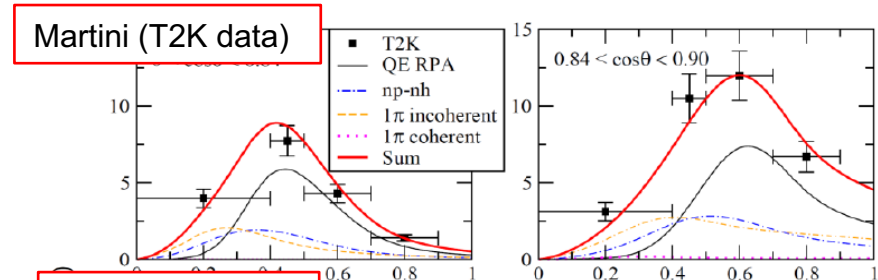 Martini (T2K data)
T2K
QE RPA
np-nh
1π incoherent
1π coherent
Sum
10
5
0
0.2
0.4
0.6
0.8
1
15
0.84 < cosθ < 0.90
10
5
0
0
0.2
0.4
0.6
0.8
1